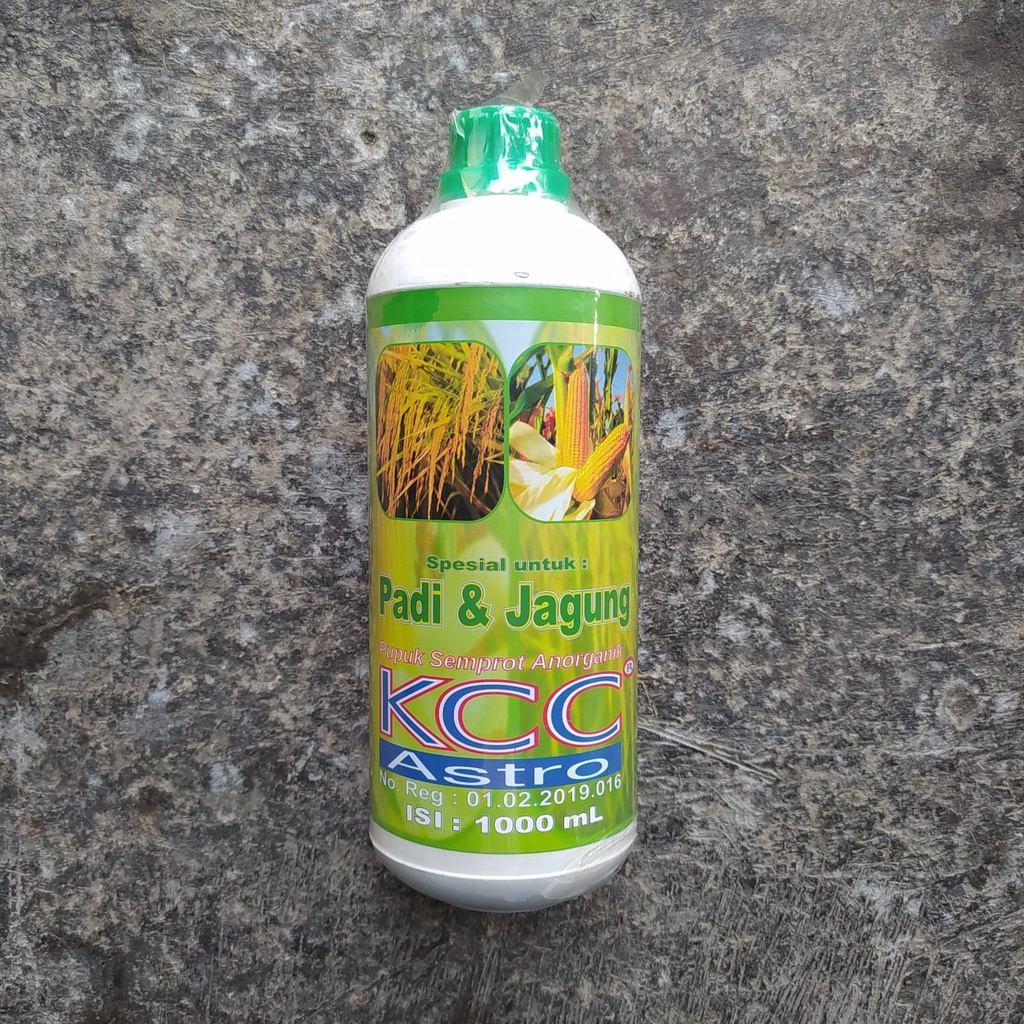 Spesial untuk :
Padi & Jagung
Pupuk Semprot Anorganik
KCC®
Astro
No. Reg : 01.02.2019.016
ISI : 1000 mL